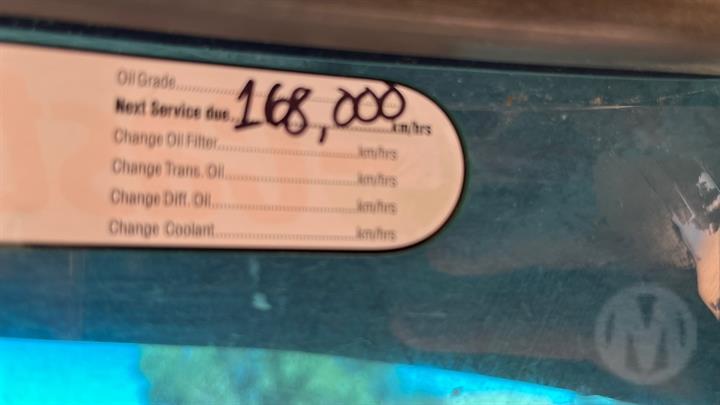 Oil Grade
Next Service due 168,000 km/hrs
Change Oil Filter km/hrs
Change Trans. Oil km/hrs
Change Diff. Oil km/hrs
Change Coolant km/hrs
M